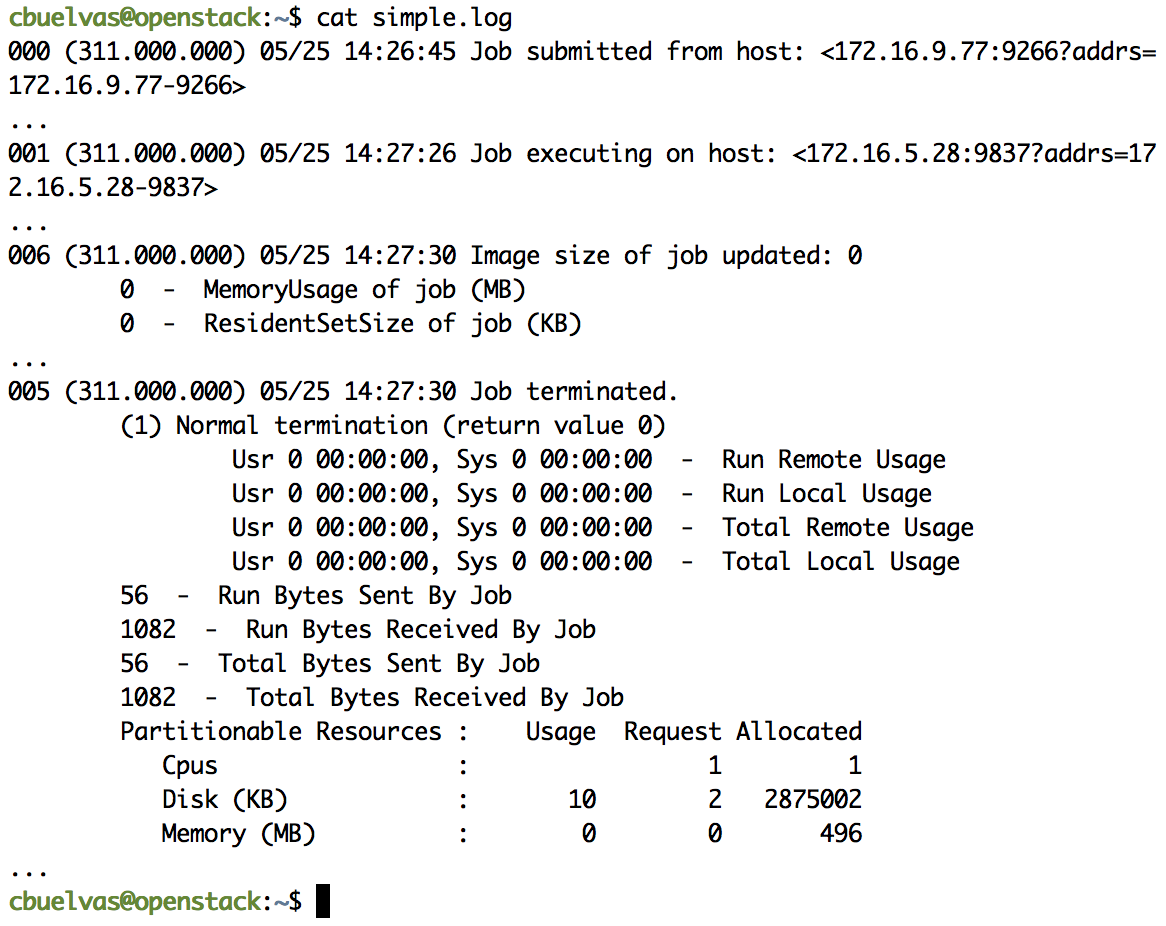 cbuelvas@openstack:~$ cat simple.log
000 (311.000.000) 05/25 14:26:45 Job submitted from host: <172.16.9.77:9266?addrs=
172.16.9.77-9266>
...
001 (311.000.000) 05/25 14:27:26 Job executing on host: <172.16.5.28:9837?addrs=17
2.16.5.28-9837>
...
006 (311.000.000) 05/25 14:27:30 Image size of job updated: 0
        0  -  MemoryUsage of job (MB)
        0  -  ResidentSetSize of job (KB)
...
005 (311.000.000) 05/25 14:27:30 Job terminated.
        (1) Normal termination (return value 0)
                Usr 0 00:00:00, Sys 0 00:00:00  -  Run Remote Usage
                Usr 0 00:00:00, Sys 0 00:00:00  -  Run Local Usage
                Usr 0 00:00:00, Sys 0 00:00:00  -  Total Remote Usage
                Usr 0 00:00:00, Sys 0 00:00:00  -  Total Local Usage
        56  -  Run Bytes Sent By Job
        1082  -  Run Bytes Received By Job
        56  -  Total Bytes Sent By Job
        1082  -  Total Bytes Received By Job
        Partitionable Resources :    Usage  Request Allocated
           Cpus                 :                 1         1
           Disk (KB)            :       10        2   2875002
           Memory (MB)          :        0        0       496
...
cbuelvas@openstack:~$